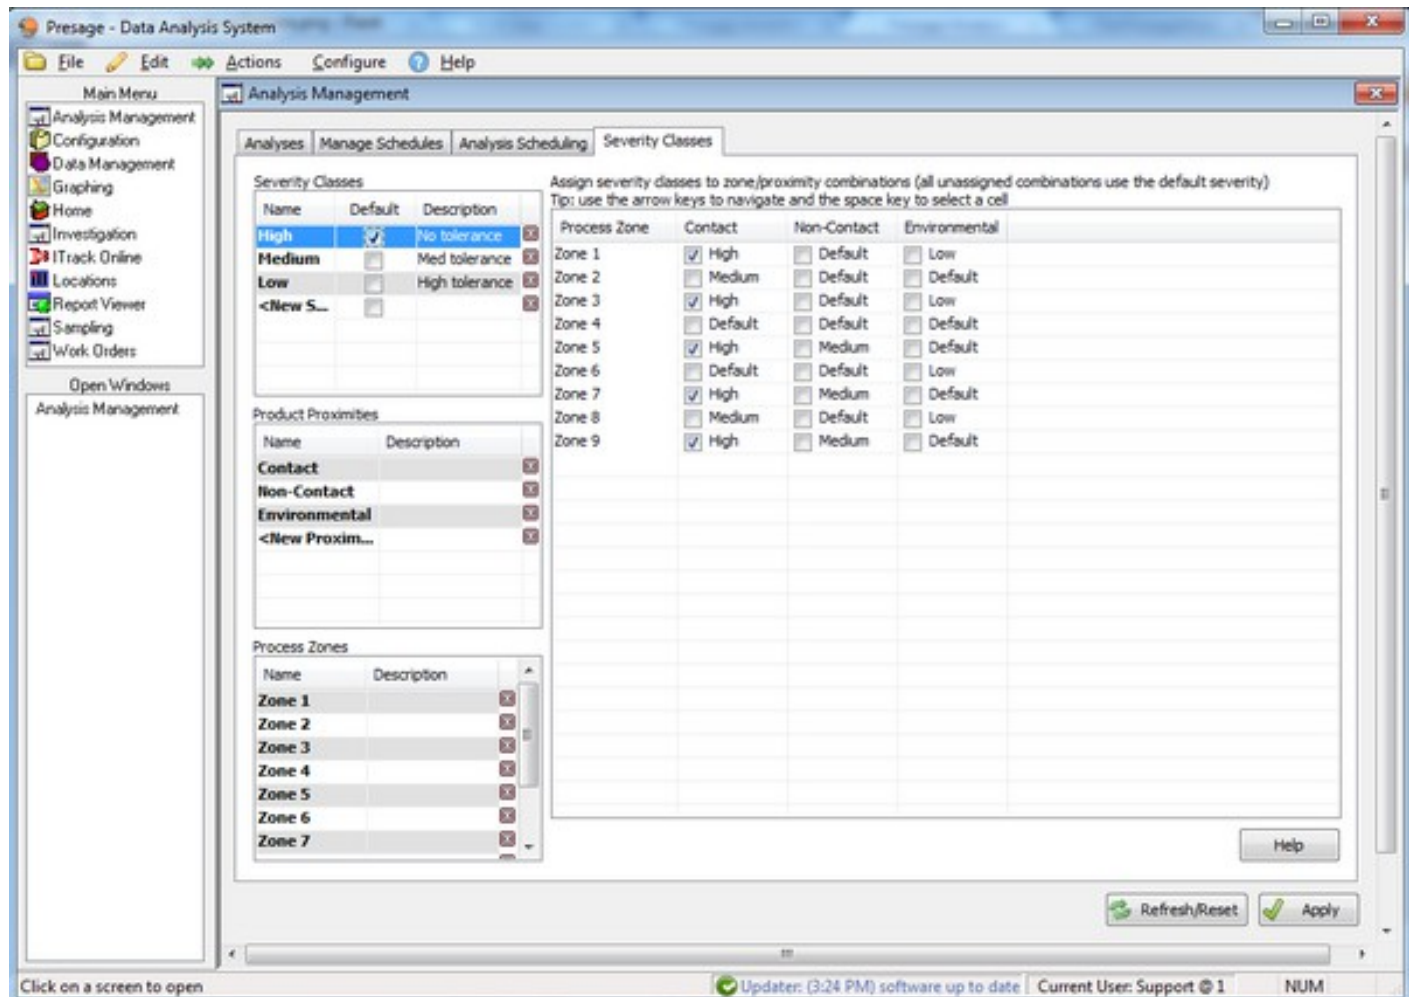 Presage - Data Analysis System
File Edit Actions Configure Help
Main Menu
Analysis Management
Configuration
Data Management
Graphing
Home
Investigation
ITrack Online
Locations
Report Viewer
Sampling
Work Orders
Open Windows
Analysis Management
Analysis Management
Analyses Manage Schedules Analysis Scheduling Severity Classes
Severity Classes
Name Default Description
High No tolerance
Medium Med tolerance
Low High tolerance
<New S...
Product Proximities
Name Description
Contact
Non-Contact
Environmental
<New Proxim...
Process Zones
Name Description
Zone 1
Zone 2
Zone 3
Zone 4
Zone 5
Zone 6
Zone 7
Assign severity classes to zone/proximity combinations (all unassigned combinations use the default severity)
Tip: use the arrow keys to navigate and the space key to select a cell
Process Zone Contact Non-Contact Environmental
Zone 1 High Default Low
Zone 2 Medium Default Default
Zone 3 High Default Low
Zone 4 Default Default Default
Zone 5 High Medium Default
Zone 6 Default Default Low
Zone 7 High Medium Default
Zone 8 Medium Default Low
Zone 9 High Medium Default
Help
Refresh/Reset Apply
Click on a screen to open Updater: (3:24 PM) software up to date Current User: Support @ 1 NUM